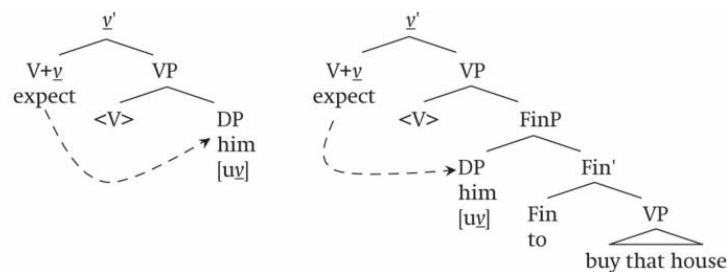 v' v'
V+v VP V+v VP
expect expect
<V> DP <V> FinP
him
[uv] DP Fin'
him
[uv] Fin VP
to
buy that house